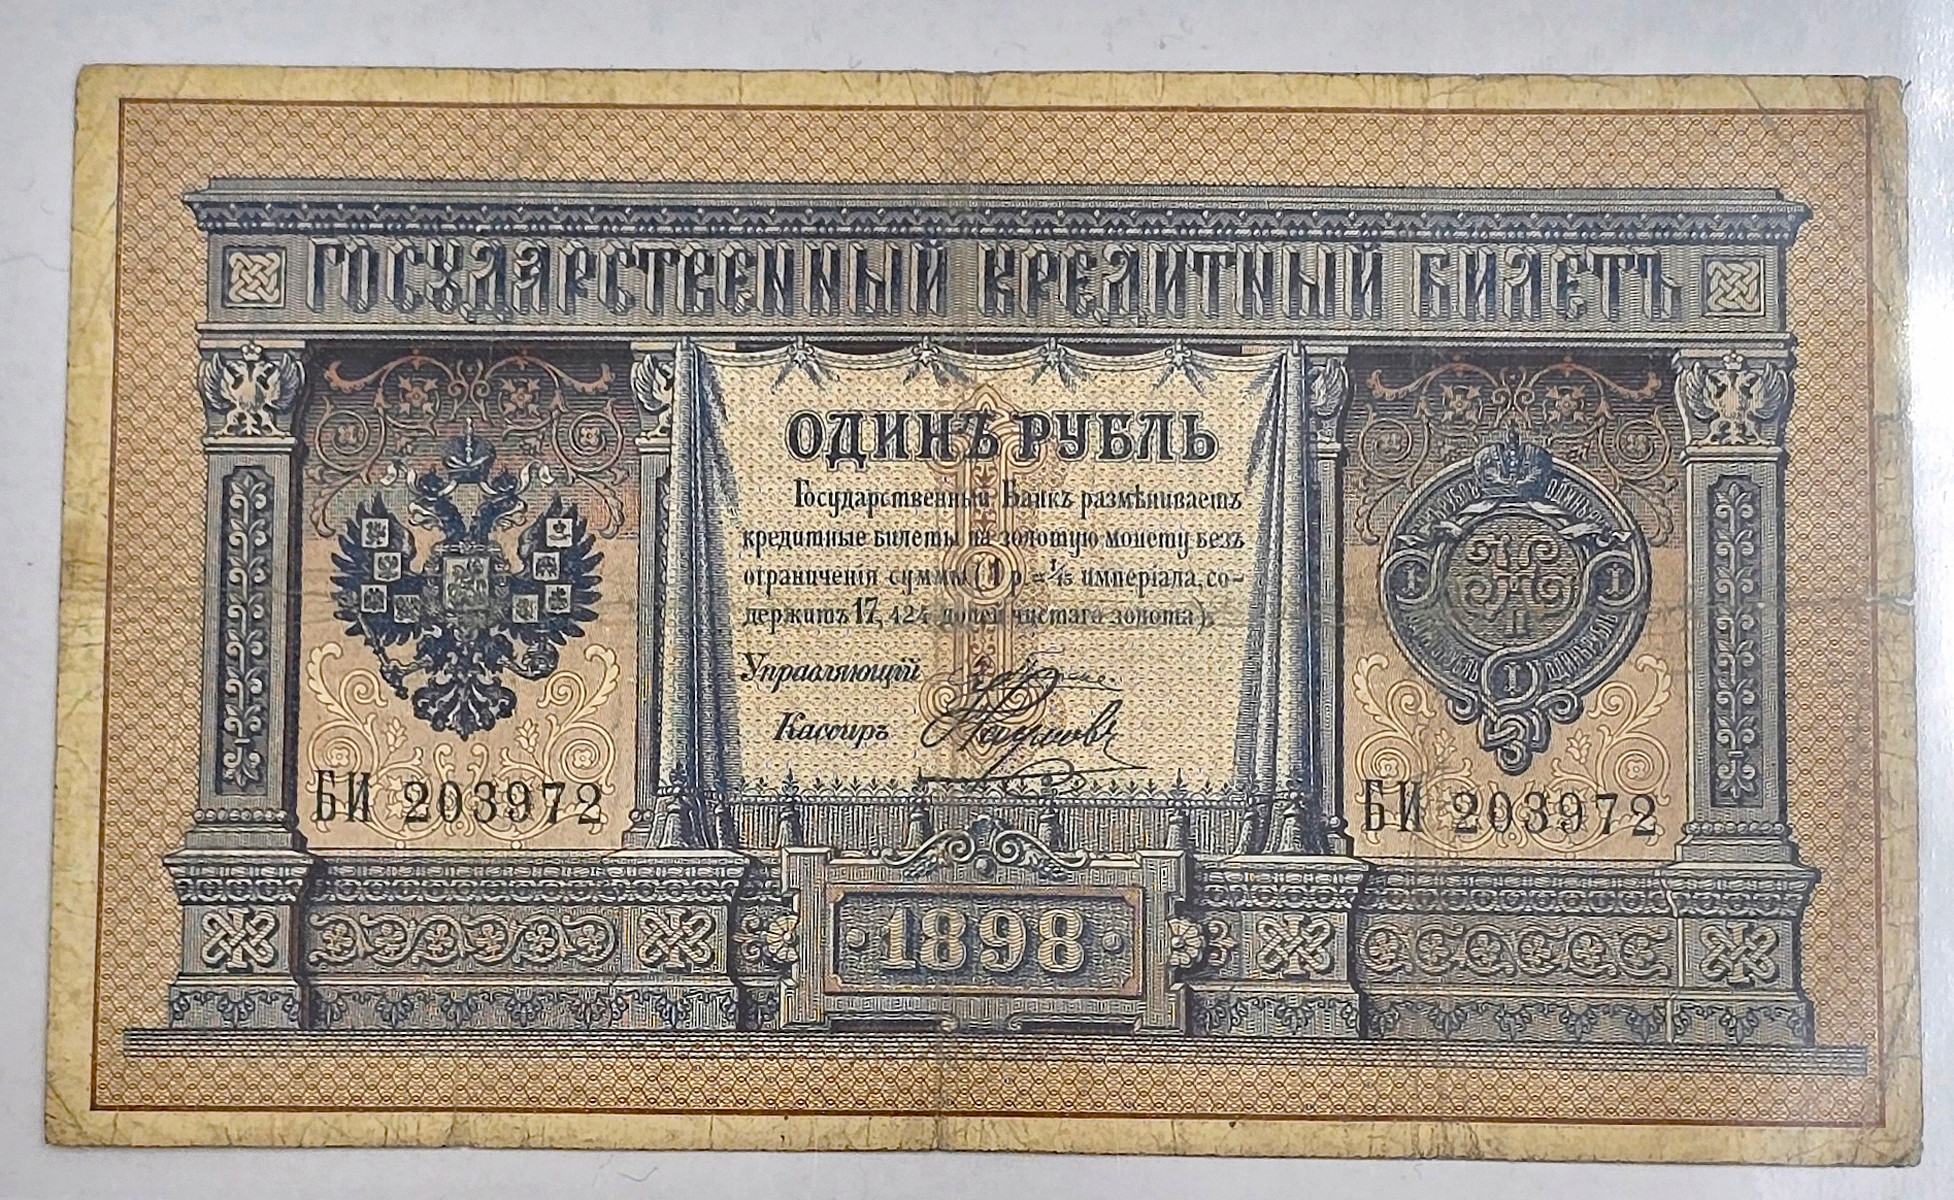 ГОСУДАРСТВЕННЫЙ КРЕДИТНЫЙ БИЛЕТЪ
ОДИНЪ РУБЛЬ
Государственный Банкъ размѣниваетъ
кредитные билеты на золотую монету безъ
ограниченія суммы (1 р. = 1/15 имперіала, со-
держитъ 17,424 долей чистаго золота).
Управляющій
Кассиръ Наумовъ
БИ 203972
БИ 203972
1898